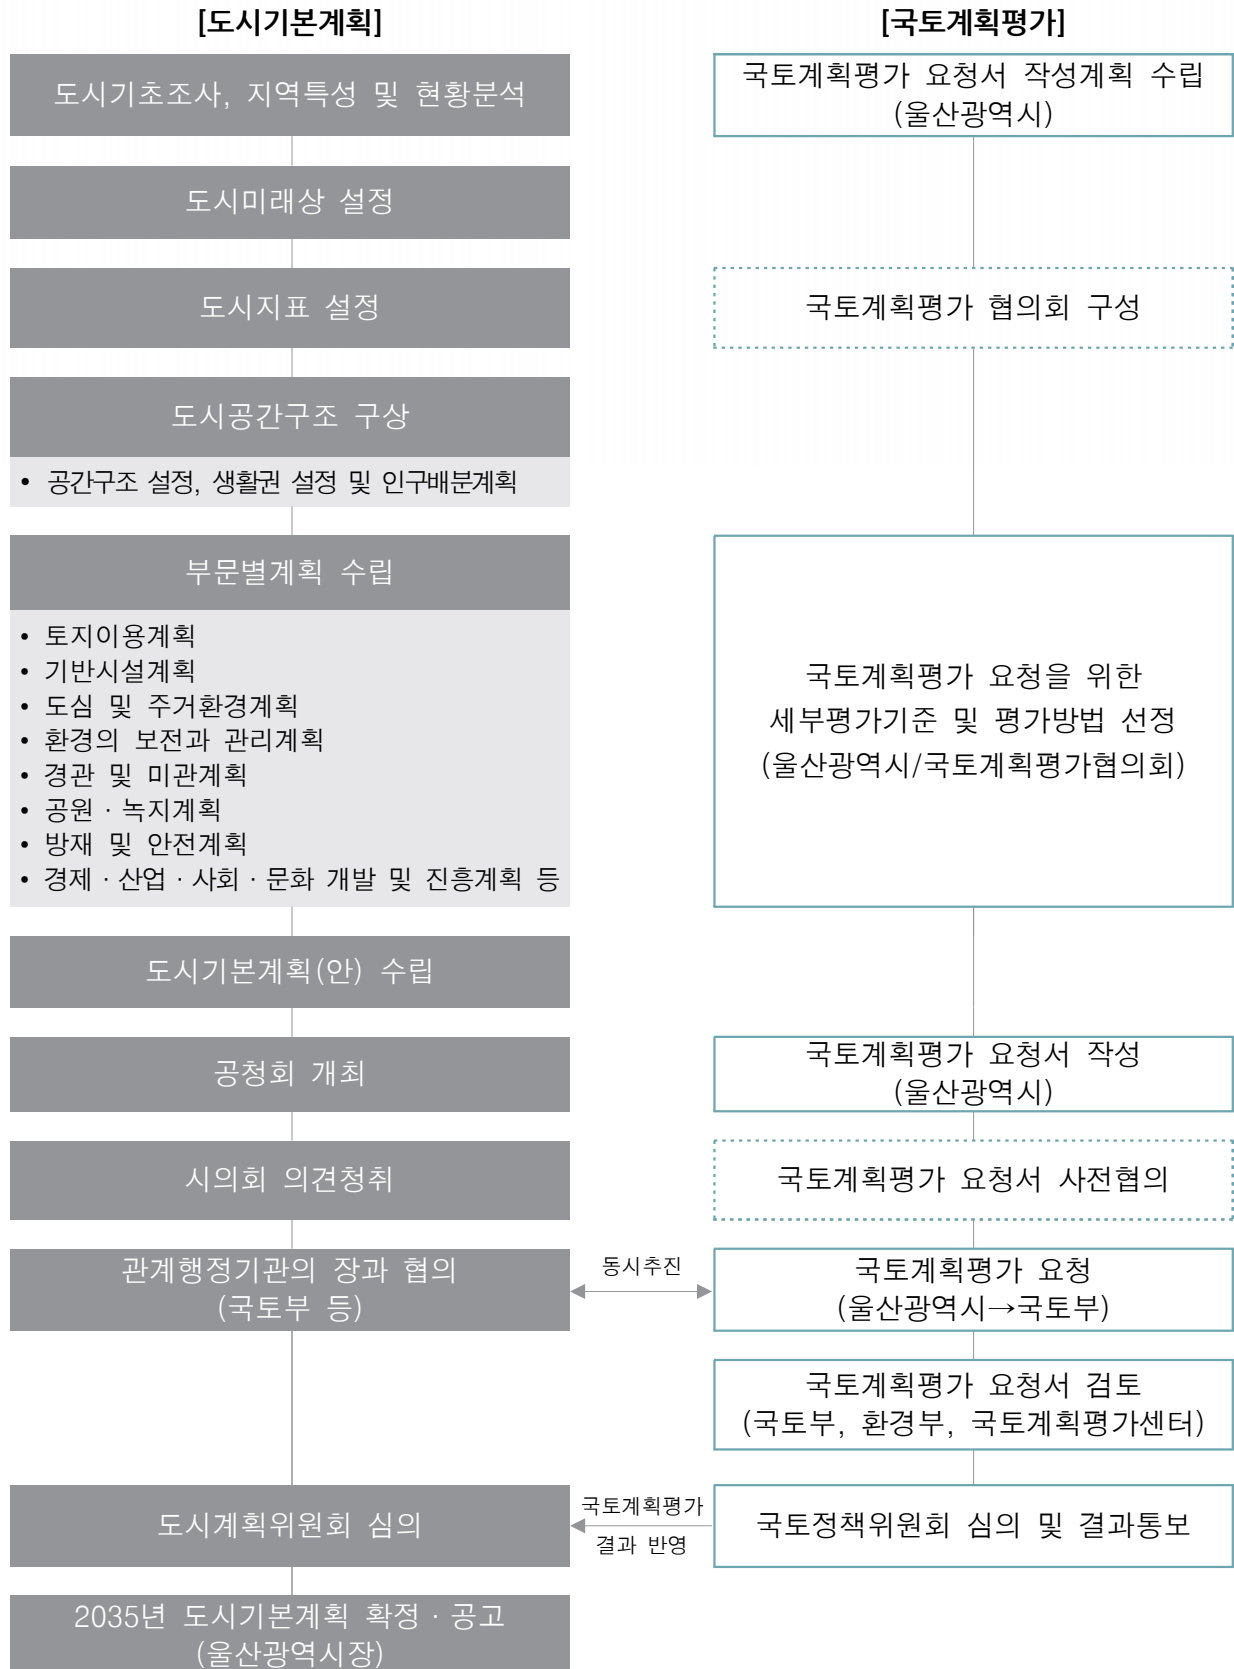 [도시기본계획]
도시기초조사, 지역특성 및 현황분석
도시미래상 설정
도시지표 설정
도시공간구조 구상
• 공간구조 설정, 생활권 설정 및 인구배분계획
부문별계획 수립
• 토지이용계획
• 기반시설계획
• 도심 및 주거환경계획
• 환경의 보전과 관리계획
• 경관 및 미관계획
• 공원 · 녹지계획
• 방재 및 안전계획
• 경제 · 산업 · 사회 · 문화 개발 및 진흥계획 등
도시기본계획(안) 수립
공청회 개최
시의회 의견청취
관계행정기관의 장과 협의
(국토부 등)
도시계획위원회 심의
2035년 도시기본계획 확정 · 공고
(울산광역시장)
동시추진
국토계획평가
결과 반영
[국토계획평가]
국토계획평가 요청서 작성계획 수립
(울산광역시)
국토계획평가 협의회 구성
국토계획평가 요청을 위한
세부평가기준 및 평가방법 선정
(울산광역시/국토계획평가협의회)
국토계획평가 요청서 작성
(울산광역시)
국토계획평가 요청서 사전협의
국토계획평가 요청
(울산광역시→국토부)
국토계획평가 요청서 검토
(국토부, 환경부, 국토계획평가센터)
국토정책위원회 심의 및 결과통보